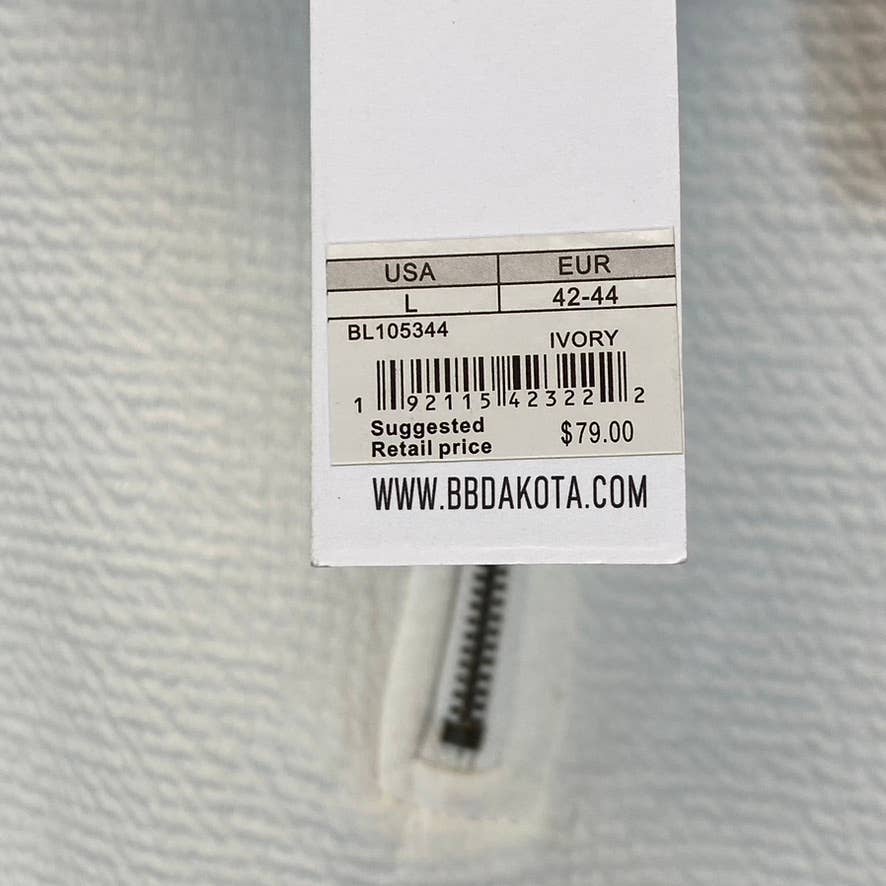 USA EUR
L 42-44
BL105344
IVORY
1 92115 42322 2
Suggested
Retail price $79.00
WWW.BBDAKOTA.COM